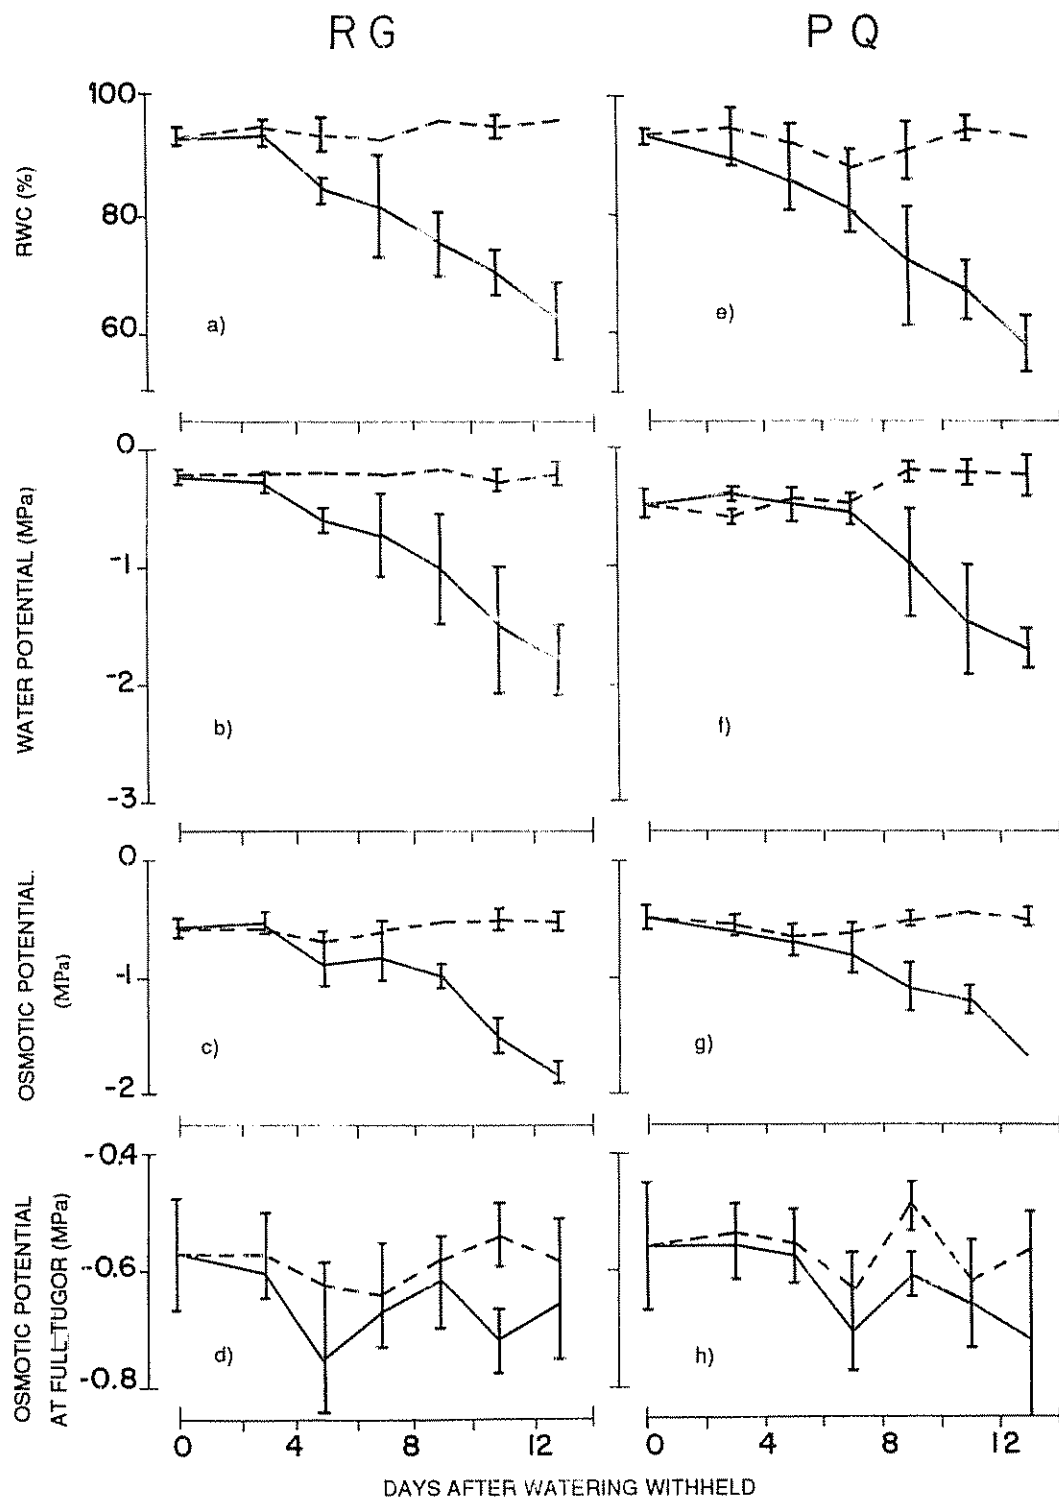 RG PQ
100
80
60
RWC (%)
a)
e)
0
-1
-2
-3
WATER POTENTIAL (MPa)
b)
f)
0
-1
-2
OSMOTIC POTENTIAL.
(MPa)
c)
g)
-0.4
-0.6
-0.8
OSMOTIC POTENTIAL
AT FULL TUGOR (MPa)
d)
h)
0 4 8 12 0 4 8 12
DAYS AFTER WATERING WITHHELD